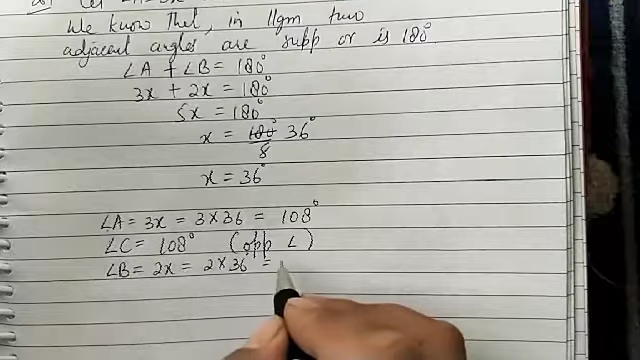 We know that, in llgm two
adjacent angles are supp or is 180°
∠A + ∠B = 180°
3x + 2x = 180°
5x = 180°
x = 180° 36°
8
x = 36°
∠A = 3x = 3×36 = 108°
∠C = 108° (opp ∠)
∠B = 2x = 2×36 =